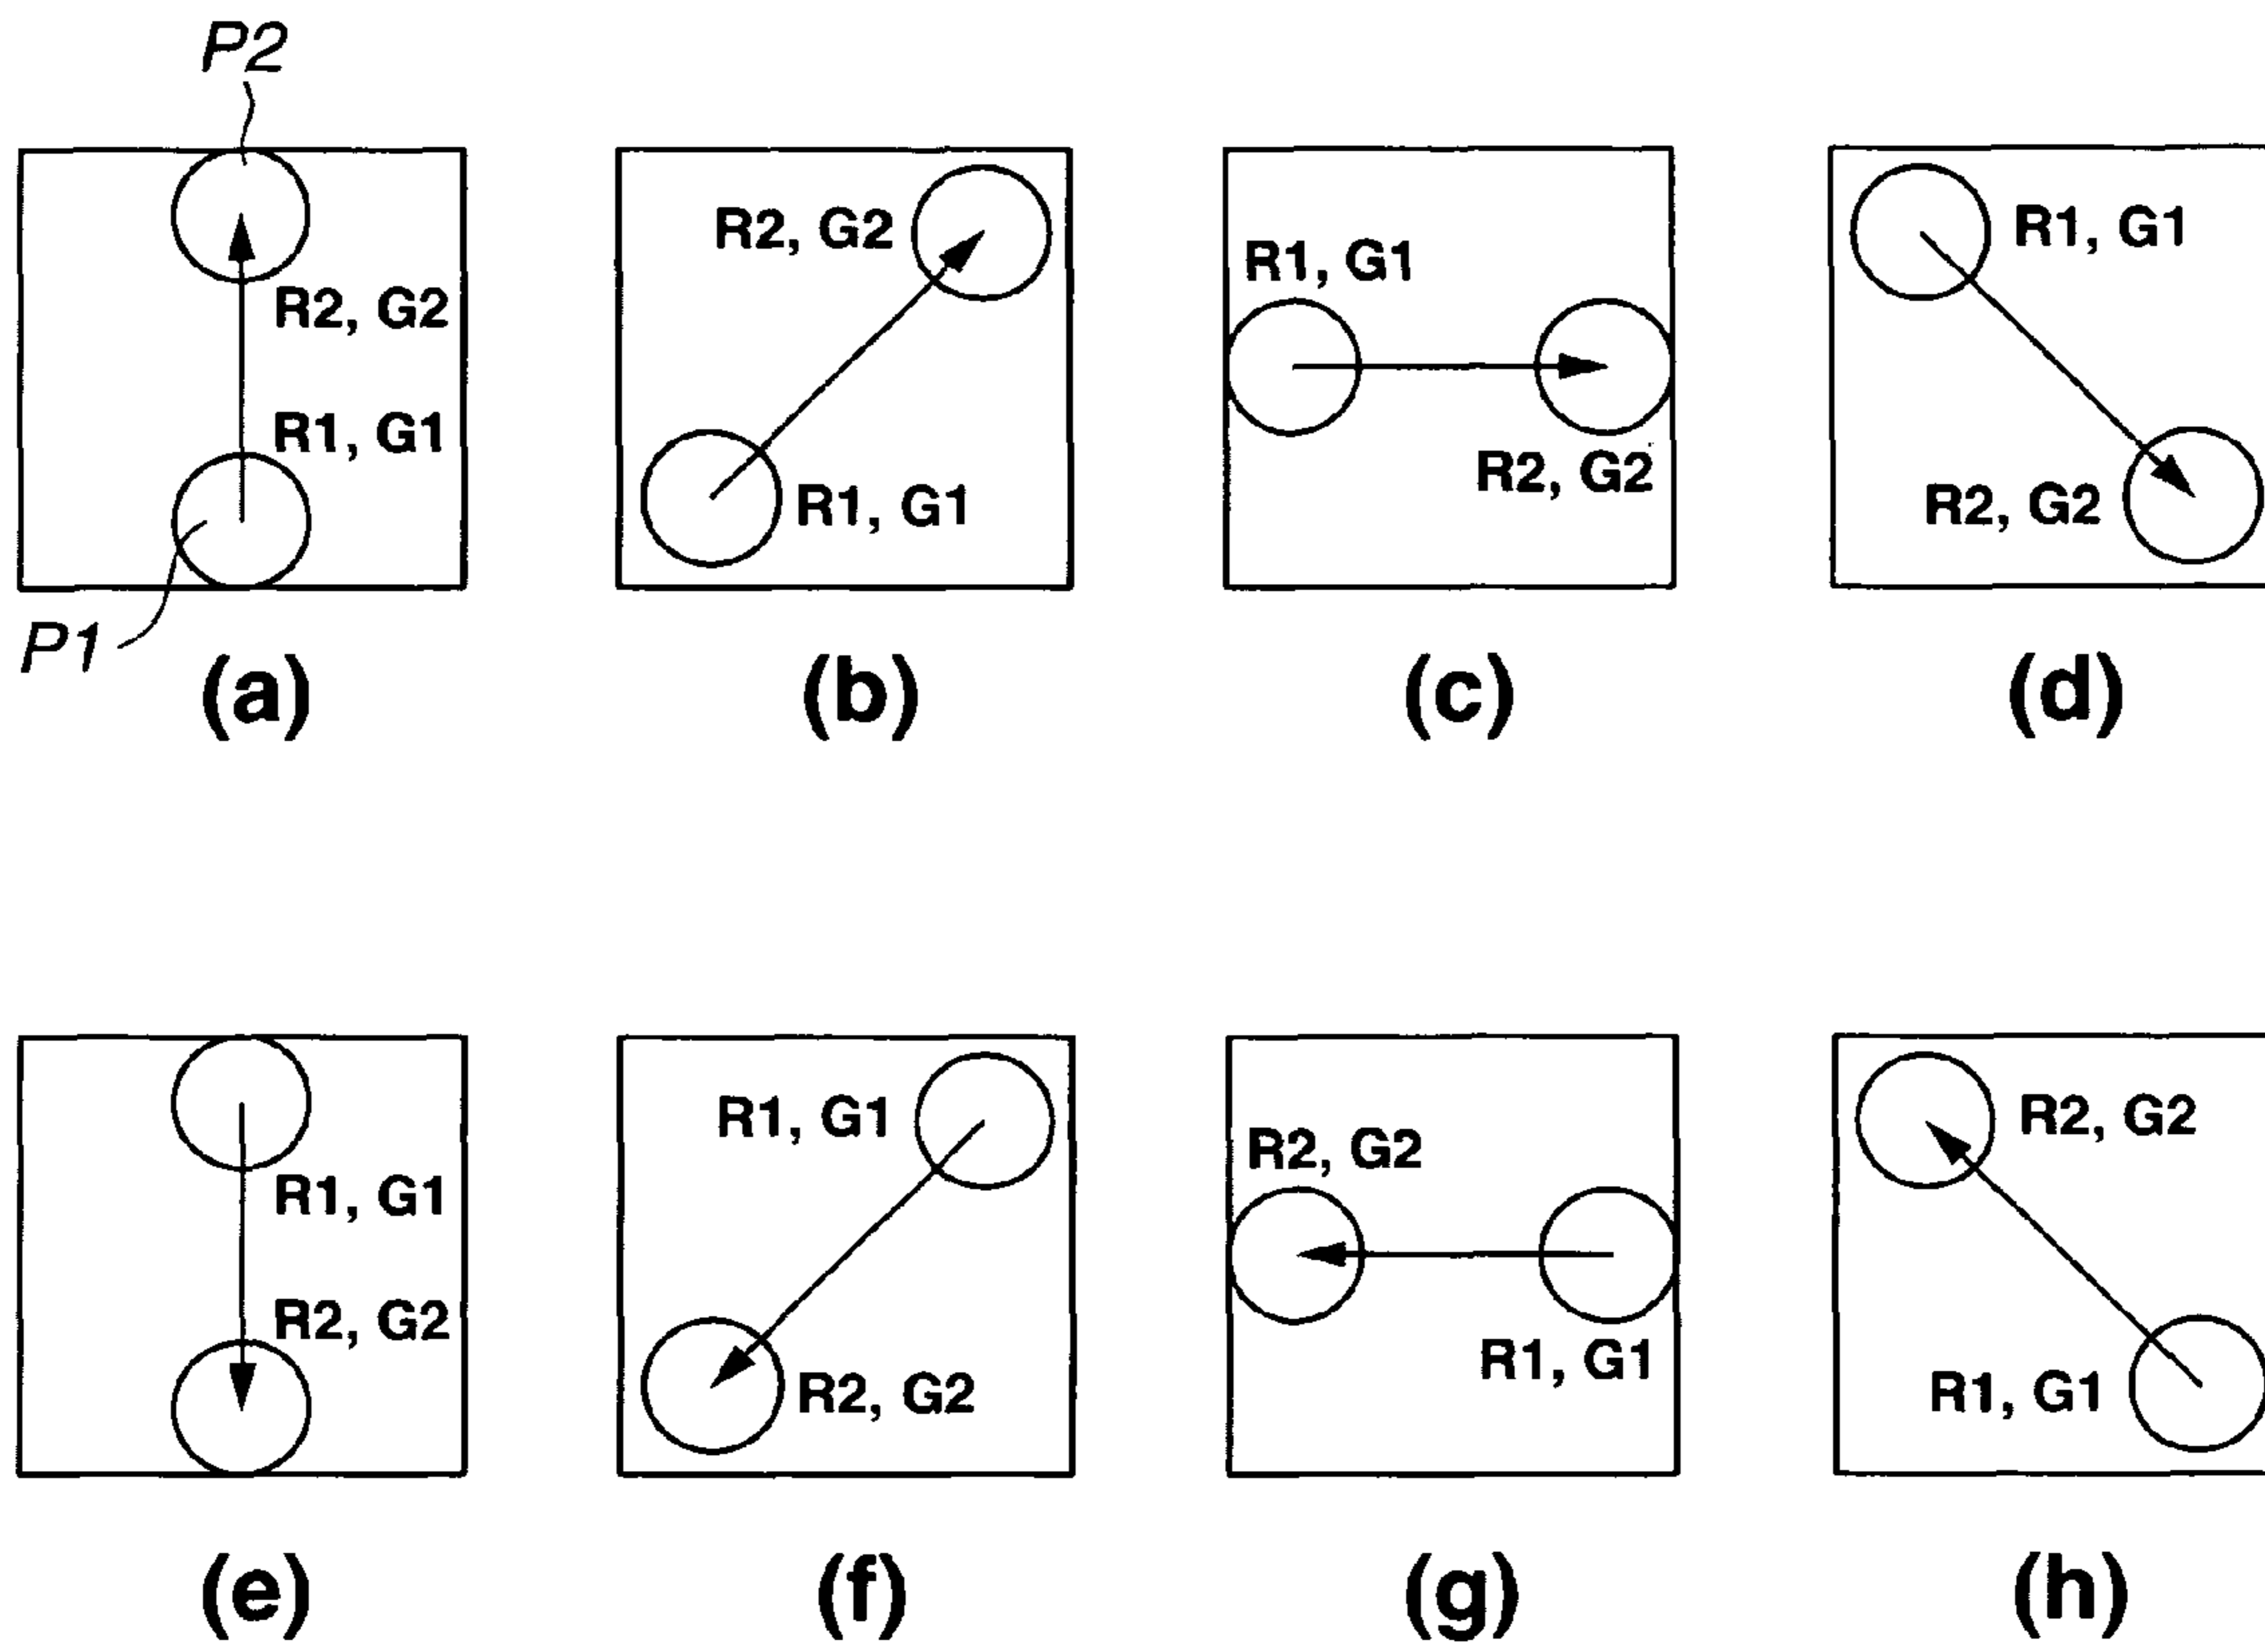 P2
R2, G2
R1, G1
P1
(a)
R2, G2
R1, G1
(b)
R1, G1
R2, G2
(c)
R1, G1
R2, G2
(d)
R1, G1
R2, G2
(e)
R1, G1
R2, G2
(f)
R2, G2
R1, G1
(g)
R2, G2
R1, G1
(h)